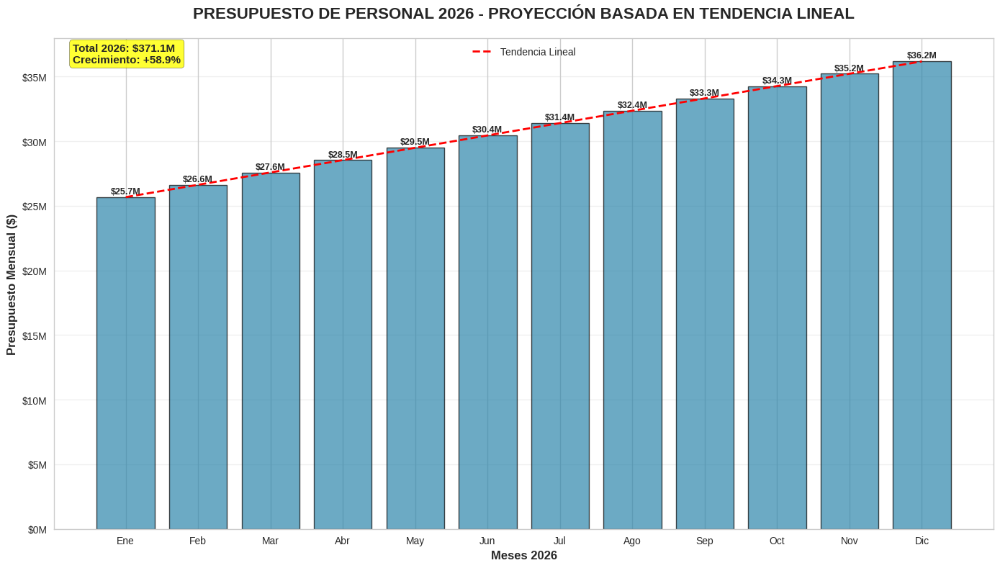 PRESUPUESTO DE PERSONAL 2026 - PROYECCIÓN BASADA EN TENDENCIA LINEAL
Total 2026: $371.1M
Crecimiento: +58.9%
Tendencia Lineal
Presupuesto Mensual ($)
$35M
$30M
$25M
$20M
$15M
$10M
$5M
$0M
$25.7M
$26.6M
$27.6M
$28.5M
$29.5M
$30.4M
$31.4M
$32.4M
$33.3M
$34.3M
$35.2M
$36.2M
Ene
Feb
Mar
Abr
May
Jun
Jul
Ago
Sep
Oct
Nov
Dic
Meses 2026